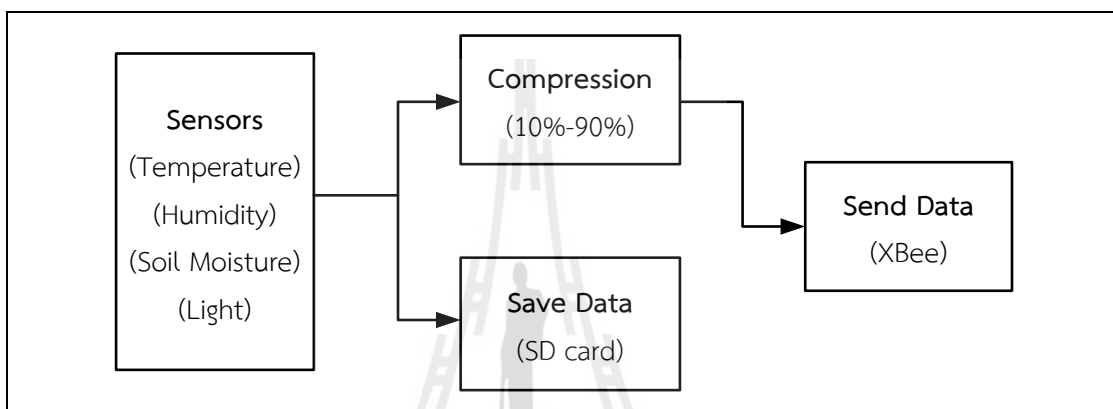 Sensors
(Temperature)
(Humidity)
(Soil Moisture)
(Light)
Compression
(10%-90%)
Save Data
(SD card)
Send Data
(XBee)